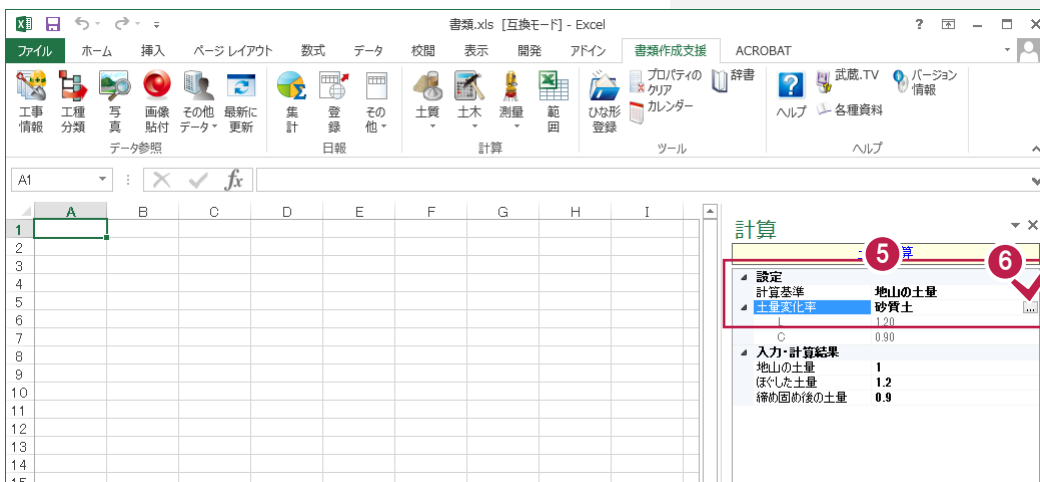 書類.xls [互換モード] - Excel
ファイル ホーム 挿入 ページ レイアウト 数式 データ 校閲 表示 開発 アドイン 書類作成支援 ACROBAT
工事情報 工種分類 写真 画像貼付 その他データ 最新に更新
データ参照
集計 登録 その他
日報
土質 土木 測量 範囲
計算
ひな形登録 プロパティのクリア カレンダー 辞書
ツール
ヘルプ 武蔵.TV 各種資料 バージョン情報
ヘルプ
A1
fx
A B C D E F G H I
1
2
3
4
5
6
7
8
9
10
11
12
13
14
15
計算
算
5
6
設定
計算基準 地山の土量
土量変化率 砂質土 ...
L 1.20
C 0.90
入力・計算結果
地山の土量 1
ほぐした土量 1.2
締め固め後の土量 0.9